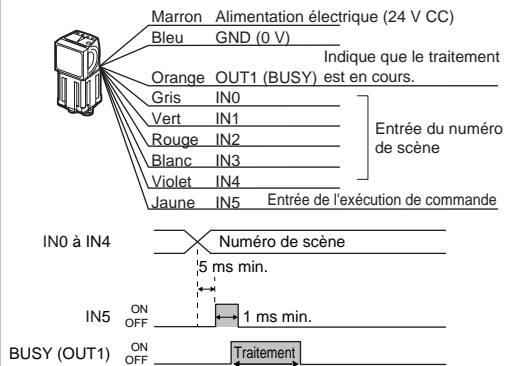 Marron Alimentation électrique (24 V CC)
Bleu GND (0 V)
Indique que le traitement
Orange OUT1 (BUSY) est en cours.
Gris IN0
Vert IN1
Rouge IN2
Blanc IN3
Violet IN4
Entrée du numéro
de scène
Jaune IN5 Entrée de l'exécution de commande
IN0 à IN4 Numéro de scène
5 ms min.
IN5 ON
OFF
1 ms min.
BUSY (OUT1) ON
OFF
Traitement